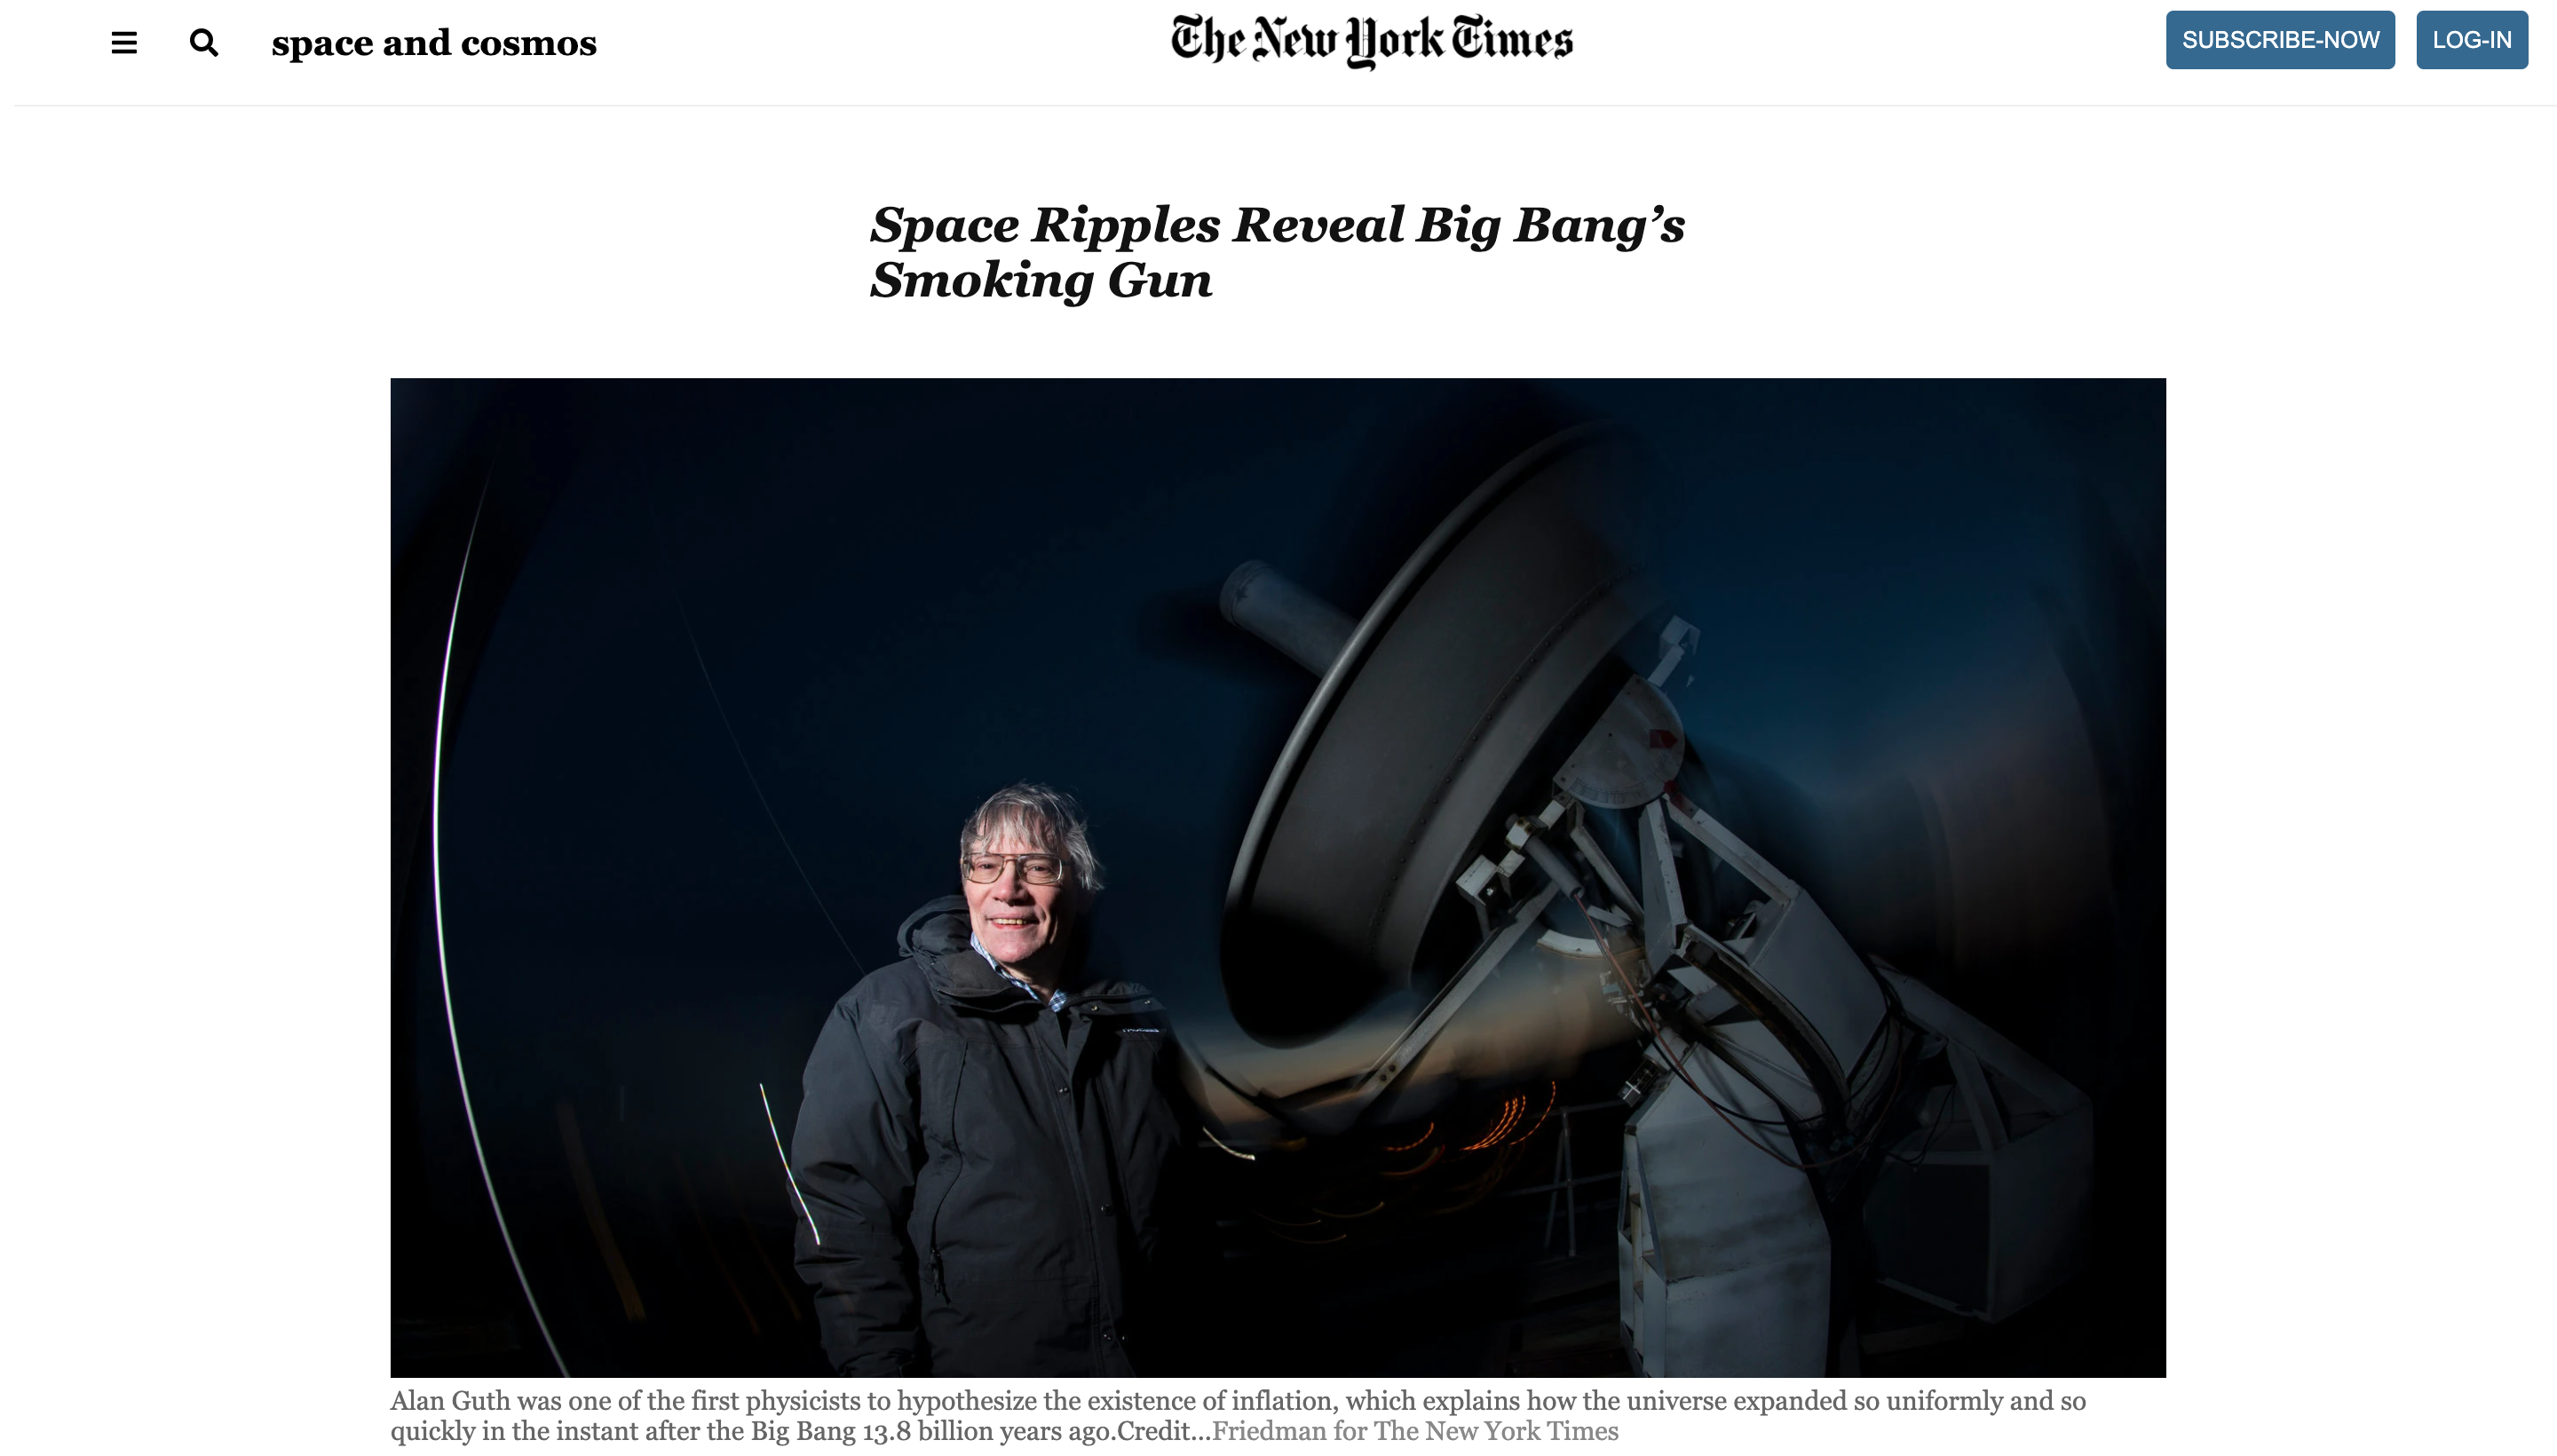 space and cosmos
The New York Times
SUBSCRIBE-NOW
LOG-IN
Space Ripples Reveal Big Bang’s
Smoking Gun
Alan Guth was one of the first physicists to hypothesize the existence of inflation, which explains how the universe expanded so uniformly and so
quickly in the instant after the Big Bang 13.8 billion years ago.Credit...Friedman for The New York Times